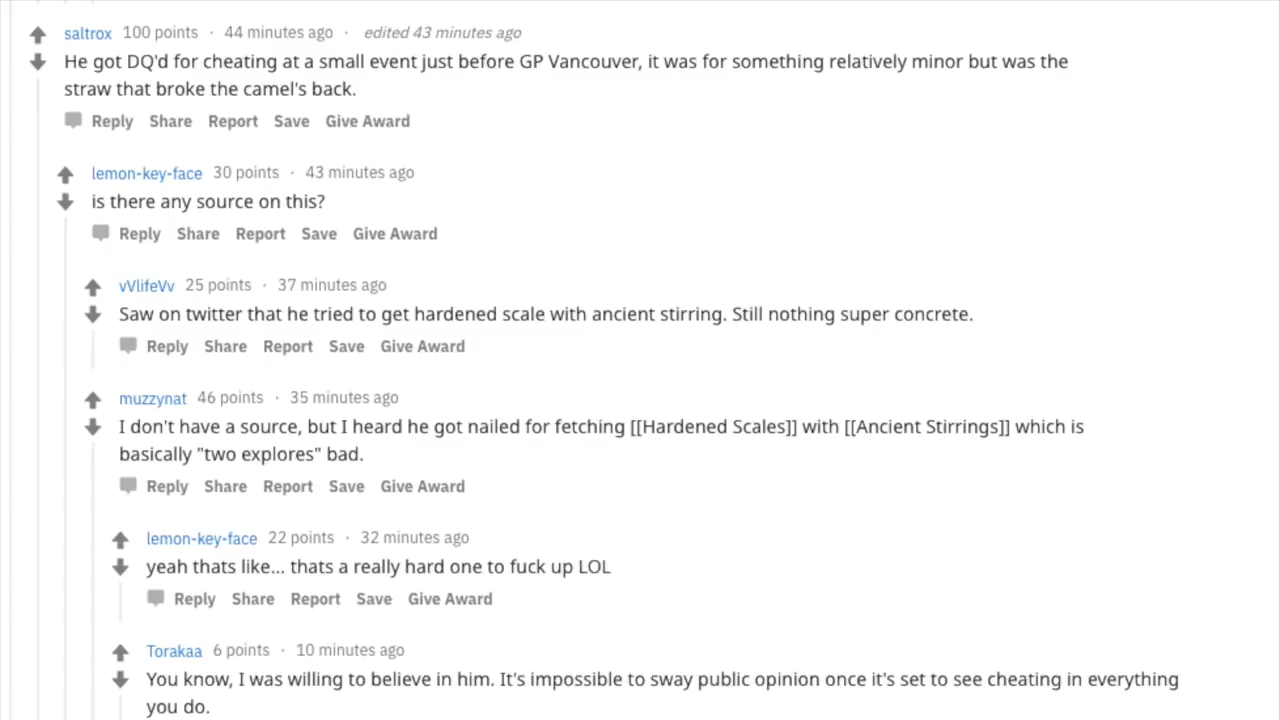 saltrox 100 points · 44 minutes ago · edited 43 minutes ago
He got DQ'd for cheating at a small event just before GP Vancouver, it was for something relatively minor but was the
straw that broke the camel's back.
Reply Share Report Save Give Award
lemon-key-face 30 points · 43 minutes ago
is there any source on this?
Reply Share Report Save Give Award
vVlifeVv 25 points · 37 minutes ago
Saw on twitter that he tried to get hardened scale with ancient stirring. Still nothing super concrete.
Reply Share Report Save Give Award
muzzynat 46 points · 35 minutes ago
I don't have a source, but I heard he got nailed for fetching [[Hardened Scales]] with [[Ancient Stirrings]] which is
basically "two explores" bad.
Reply Share Report Save Give Award
lemon-key-face 22 points · 32 minutes ago
yeah thats like... thats a really hard one to fuck up LOL
Reply Share Report Save Give Award
Torakaa 6 points · 10 minutes ago
You know, I was willing to believe in him. It's impossible to sway public opinion once it's set to see cheating in everything
you do.